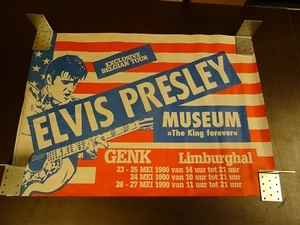 EXCLUSIVE
BELGIAN TOUR
ELVIS PRESLEY
MUSEUM
»The King forever«
GENK Limburghal
23 - 25 MEI 1990 van 14 uur tot 21 uur
24 MEI 1990 van 10 uur tot 21 uur
26 - 27 MEI 1990 van 11 uur tot 21 uur